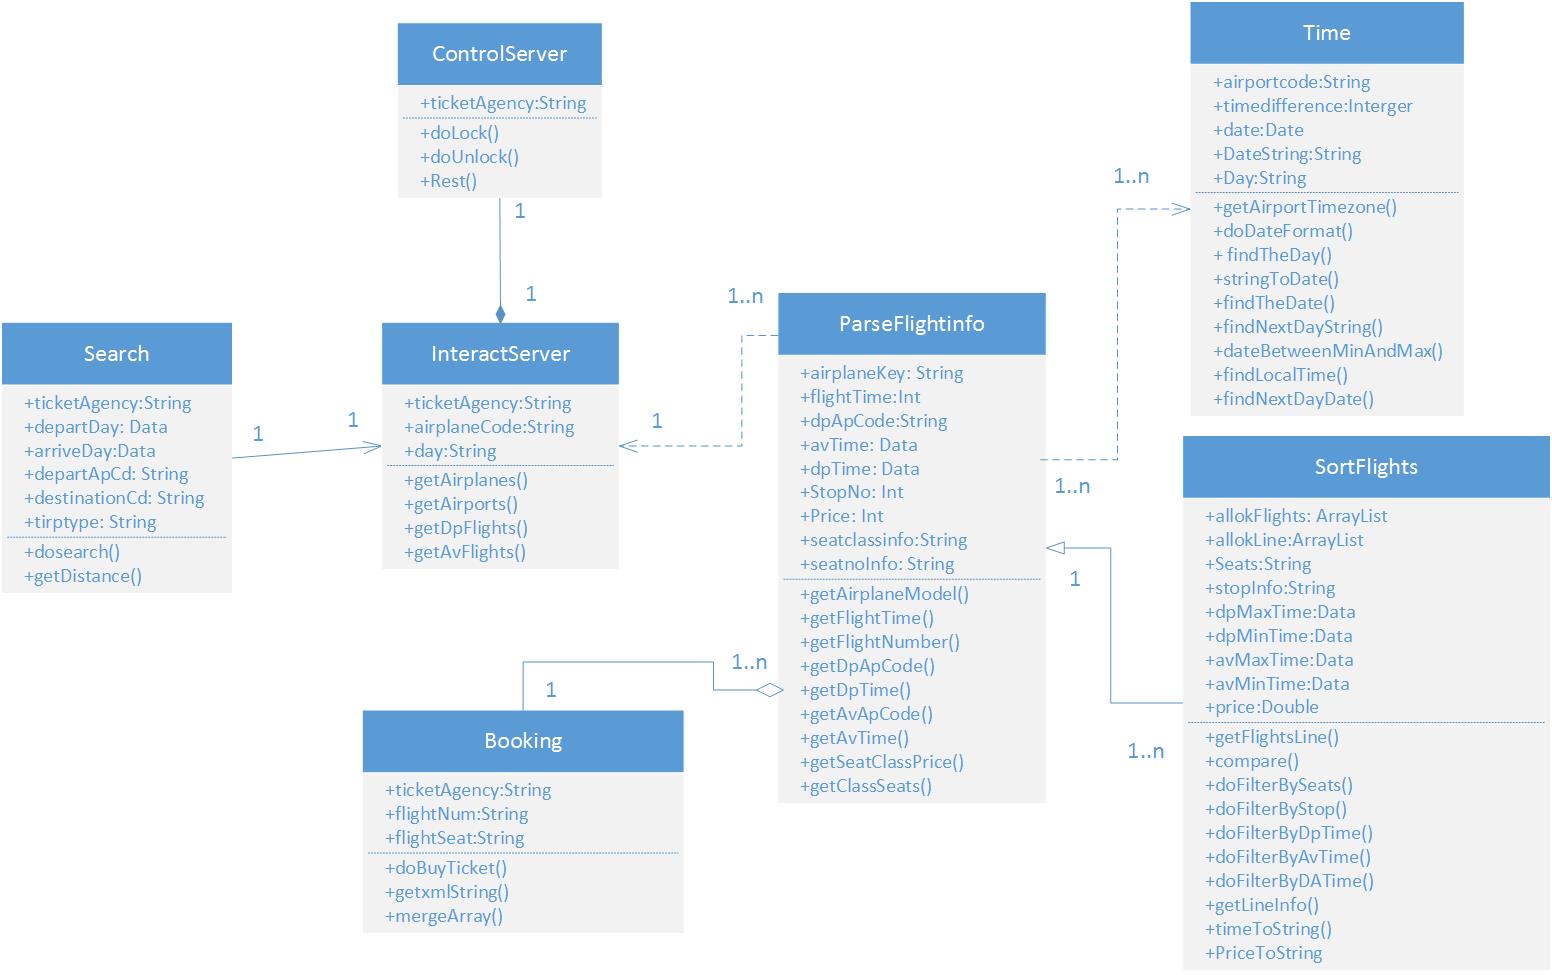 ControlServer
+ticketAgency:String
+doLock()
+doUnlock()
+Rest()
1
1
Search
+ticketAgency:String
+departDay: Data
+arriveDay:Data
+departApCd: String
+destinationCd: String
+tirptype: String
+dosearch()
+getDistance()
1
1
InteractServer
+ticketAgency:String
+airplaneCode:String
+day:String
+getAirplanes()
+getAirports()
+getDpFlights()
+getAvFlights()
1..n
1
ParseFlightinfo
+airplaneKey: String
+flightTime:Int
+dpApCode:String
+avTime: Data
+dpTime: Data
+StopNo: Int
+Price: Int
+seatclassinfo:String
+seatnoInfo: String
+getAirplaneModel()
+getFlightTime()
+getFlightNumber()
+getDpApCode()
+getDpTime()
+getAvApCode()
+getAvTime()
+getSeatClassPrice()
+getClassSeats()
1..n
1
Booking
+ticketAgency:String
+flightNum:String
+flightSeat:String
+doBuyTicket()
+getxmlString()
+mergeArray()
1..n
1..n
Time
+airportcode:String
+timedifference:Interger
+date:Date
+DateString:String
+Day:String
+getAirportTimezone()
+doDateFormat()
+ findTheDay()
+stringToDate()
+findTheDate()
+findNextDayString()
+dateBetweenMinAndMax()
+findLocalTime()
+findNextDayDate()
1
1..n
SortFlights
+allokFlights: ArrayList
+allokLine:ArrayList
+Seats:String
+stopInfo:String
+dpMaxTime:Data
+dpMinTime:Data
+avMaxTime:Data
+avMinTime:Data
+price:Double
+getFlightsLine()
+compare()
+doFilterBySeats()
+doFilterByStop()
+doFilterByDpTime()
+doFilterByAvTime()
+doFilterByDATime()
+getLineInfo()
+timeToString()
+PriceToString